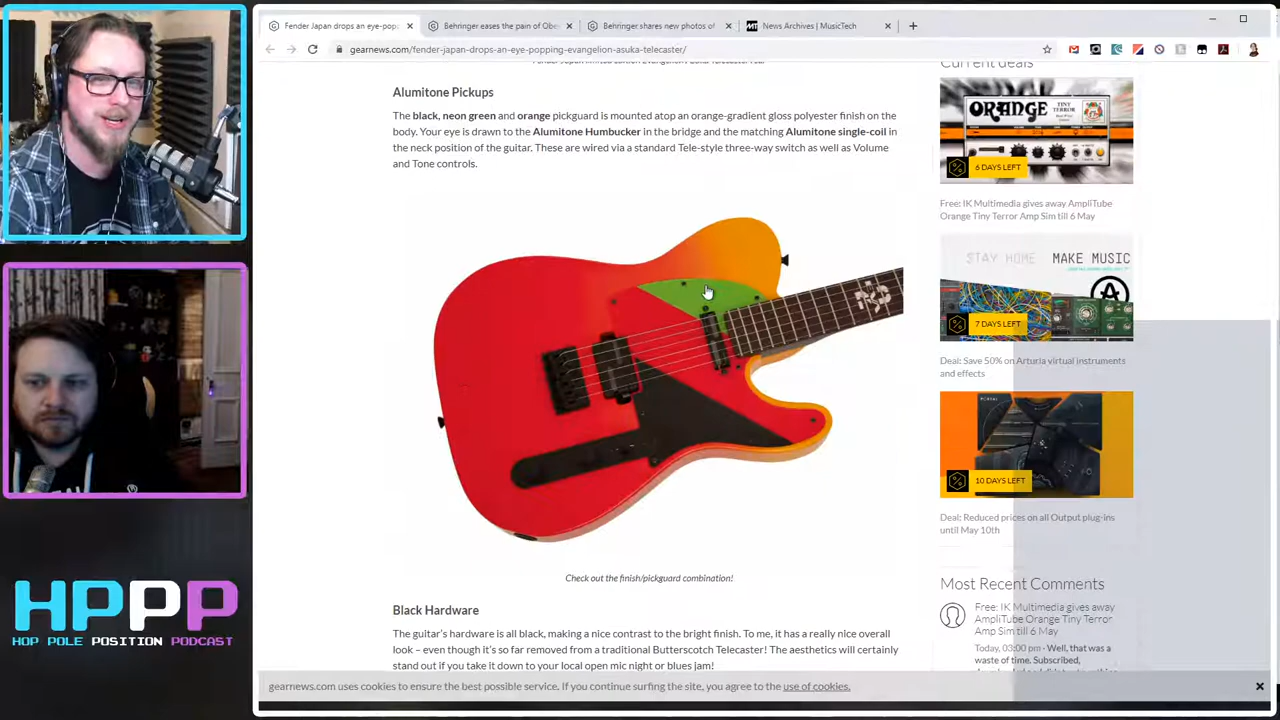 Fender Japan drops an eye-pop
Behringer eases the pain of Obe
Behringer shares new photos of
News Archives | MusicTech
gearnews.com/fender-japan-drops-an-eye-popping-evangelion-asuka-telecaster/
Current deals
Alumitone Pickups
The black, neon green and orange pickguard is mounted atop an orange-gradient gloss polyester finish on the
body. Your eye is drawn to the Alumitone Humbucker in the bridge and the matching Alumitone single-coil in
the neck position of the guitar. These are wired via a standard Tele-style three-way switch as well as Volume
and Tone controls.
Check out the finish/pickguard combination!
Black Hardware
The guitar's hardware is all black, making a nice contrast to the bright finish. To me, it has a really nice overall
look – even though it's so far removed from a traditional Butterscotch Telecaster! The aesthetics will certainly
stand out if you take it down to your local open mic night or blues jam!
ORANGE
TINY
TERROR
6 DAYS LEFT
Free: IK Multimedia gives away AmpliTube
Orange Tiny Terror Amp Sim till 6 May
STAY HOME MAKE MUSIC
7 DAYS LEFT
Deal: Save 50% on Arturia virtual instruments
and effects
10 DAYS LEFT
Deal: Reduced prices on all Output plug-ins
until May 10th
Most Recent Comments
Free: IK Multimedia gives away
AmpliTube Orange Tiny Terror
Amp Sim till 6 May
Today, 03:00 pm - Well, that was a
waste of time. Subscribed,
gearnews.com uses cookies to ensure the best possible service. If you continue surfing the site, you agree to the use of cookies.
HPPP
HOP POLE POSITION PODCAST